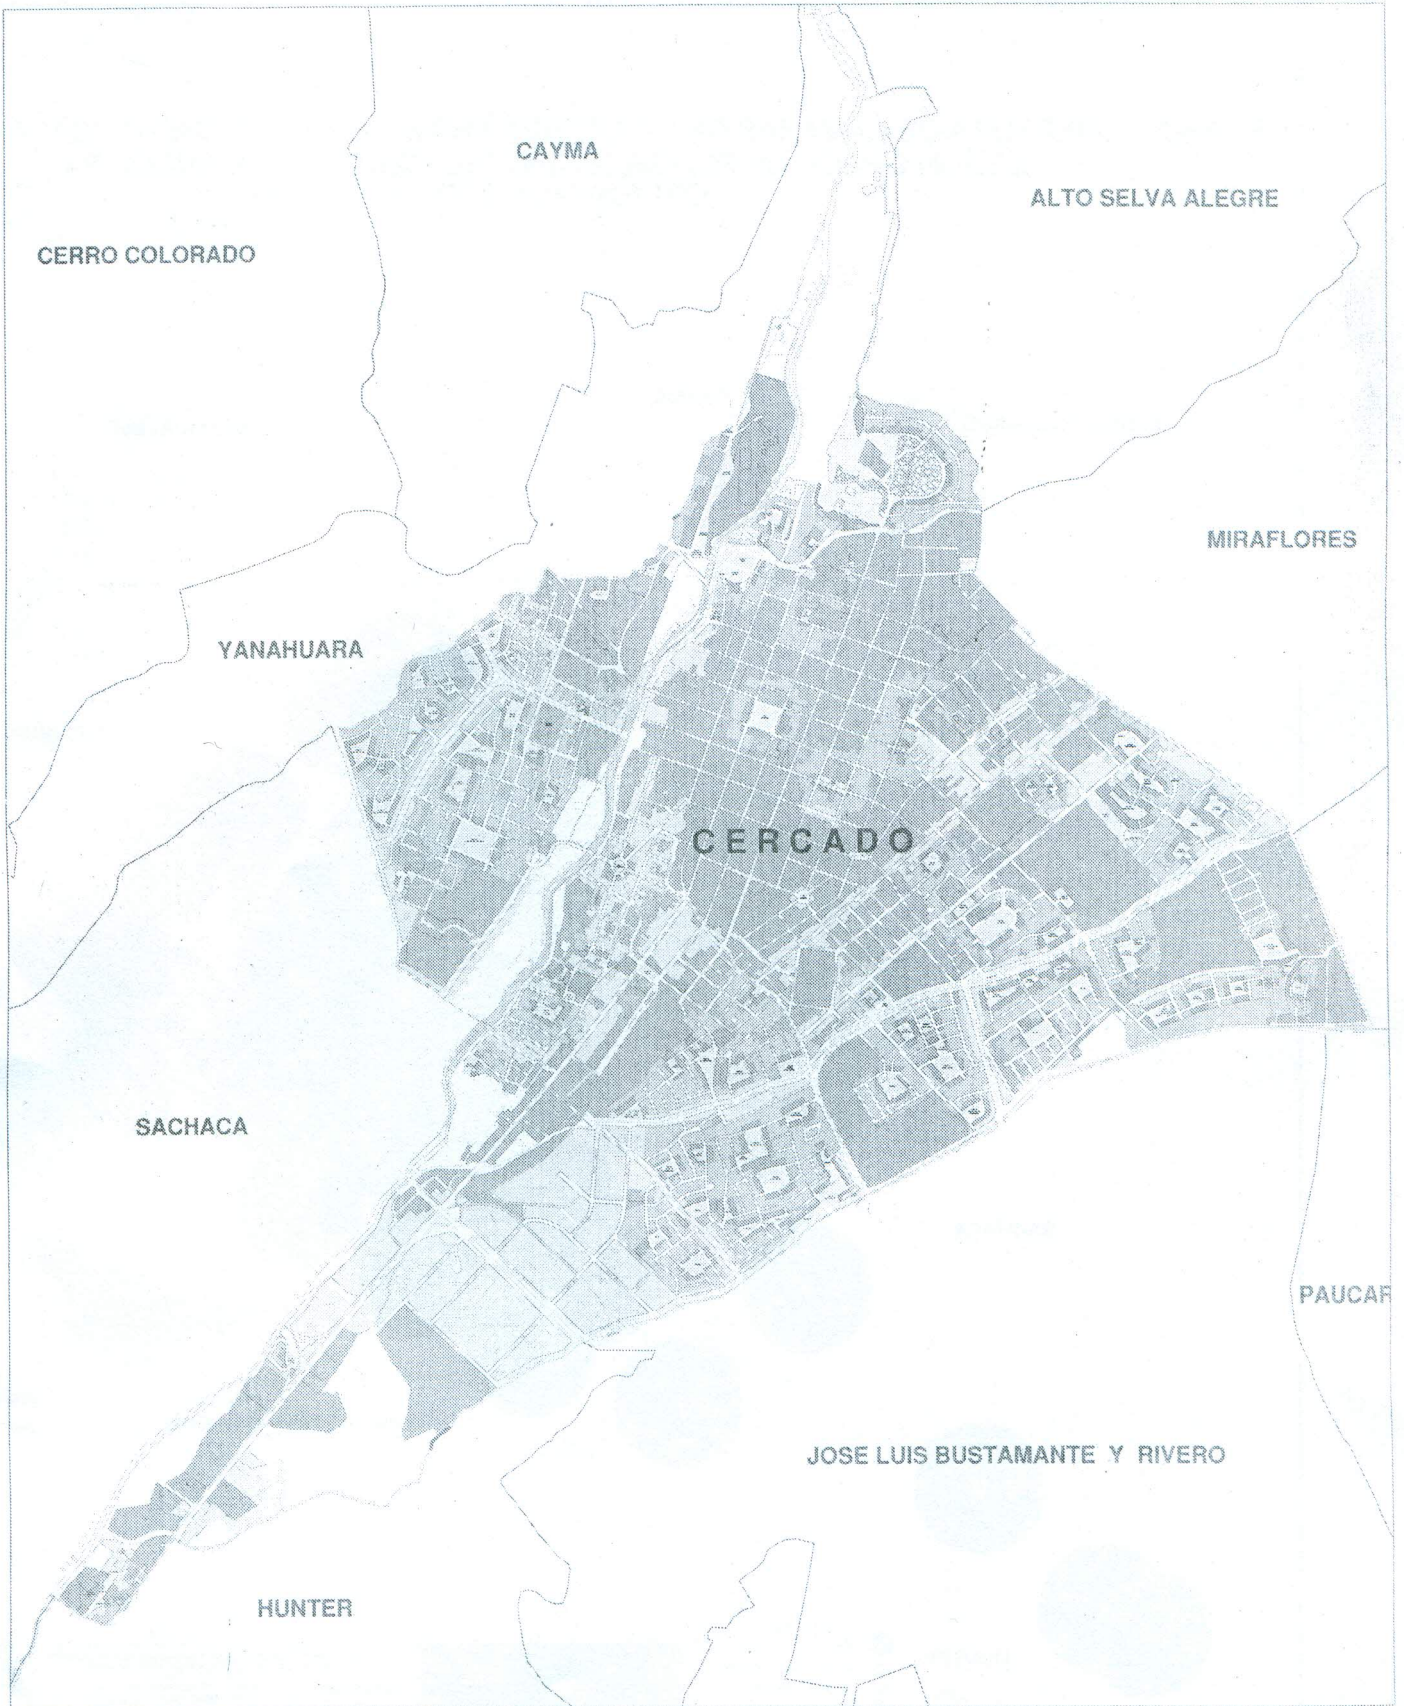 CAYMA
ALTO SELVA ALEGRE
CERRO COLORADO
MIRAFLORES
YANAHUARA
CERCADO
SACHACA
PAUCAR
JOSE LUIS BUSTAMANTE Y RIVERO
HUNTER